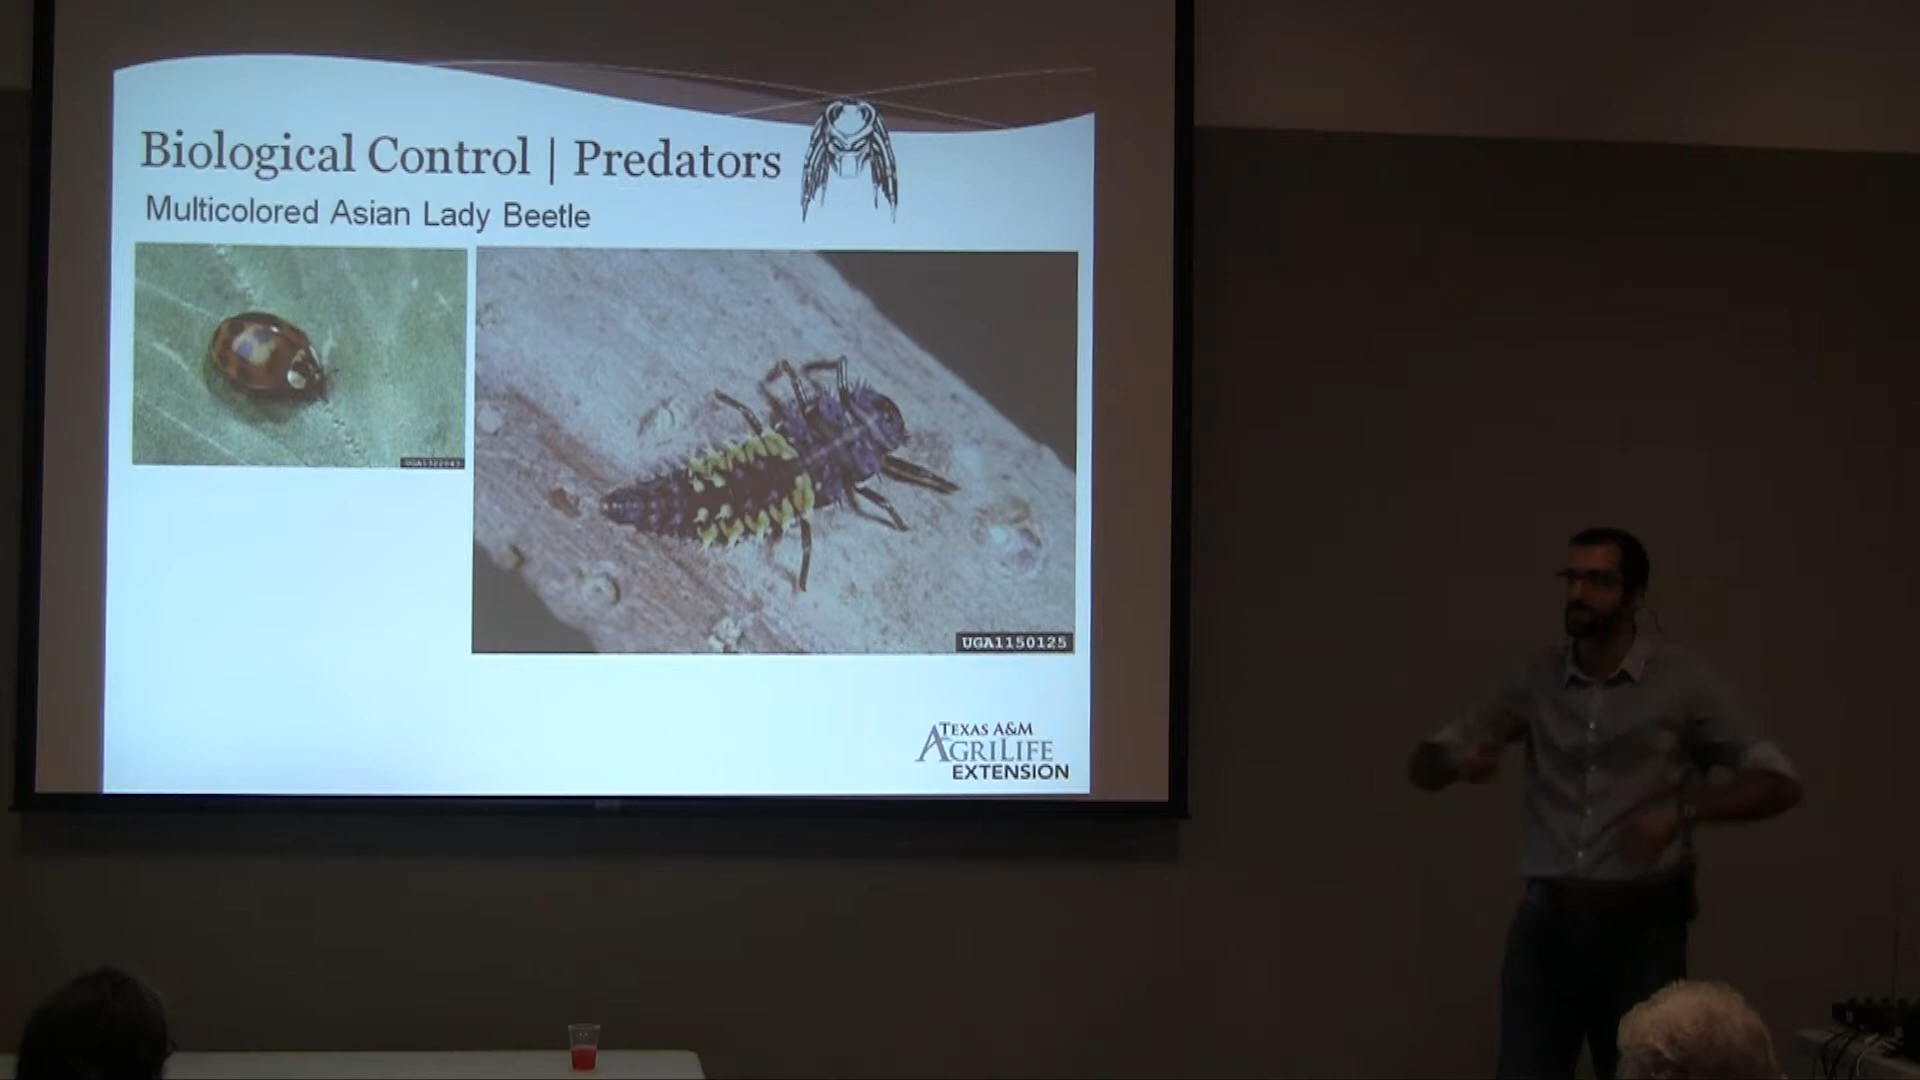 Biological Control | Predators
Multicolored Asian Lady Beetle
UGA1150125
TEXAS A&M
AGRILIFE
EXTENSION